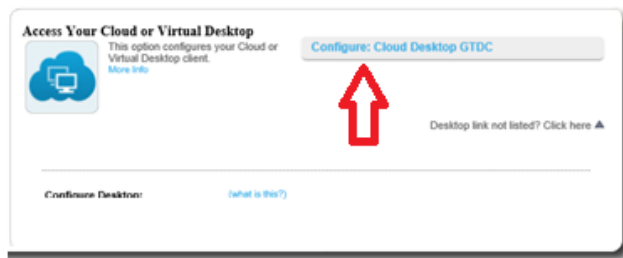 Access Your Cloud or Virtual Desktop
This option configures your Cloud or
Virtual Desktop client.
More Info
Configure: Cloud Desktop GTDC
Desktop link not listed? Click here
Configure Desktop:
(what is this?)